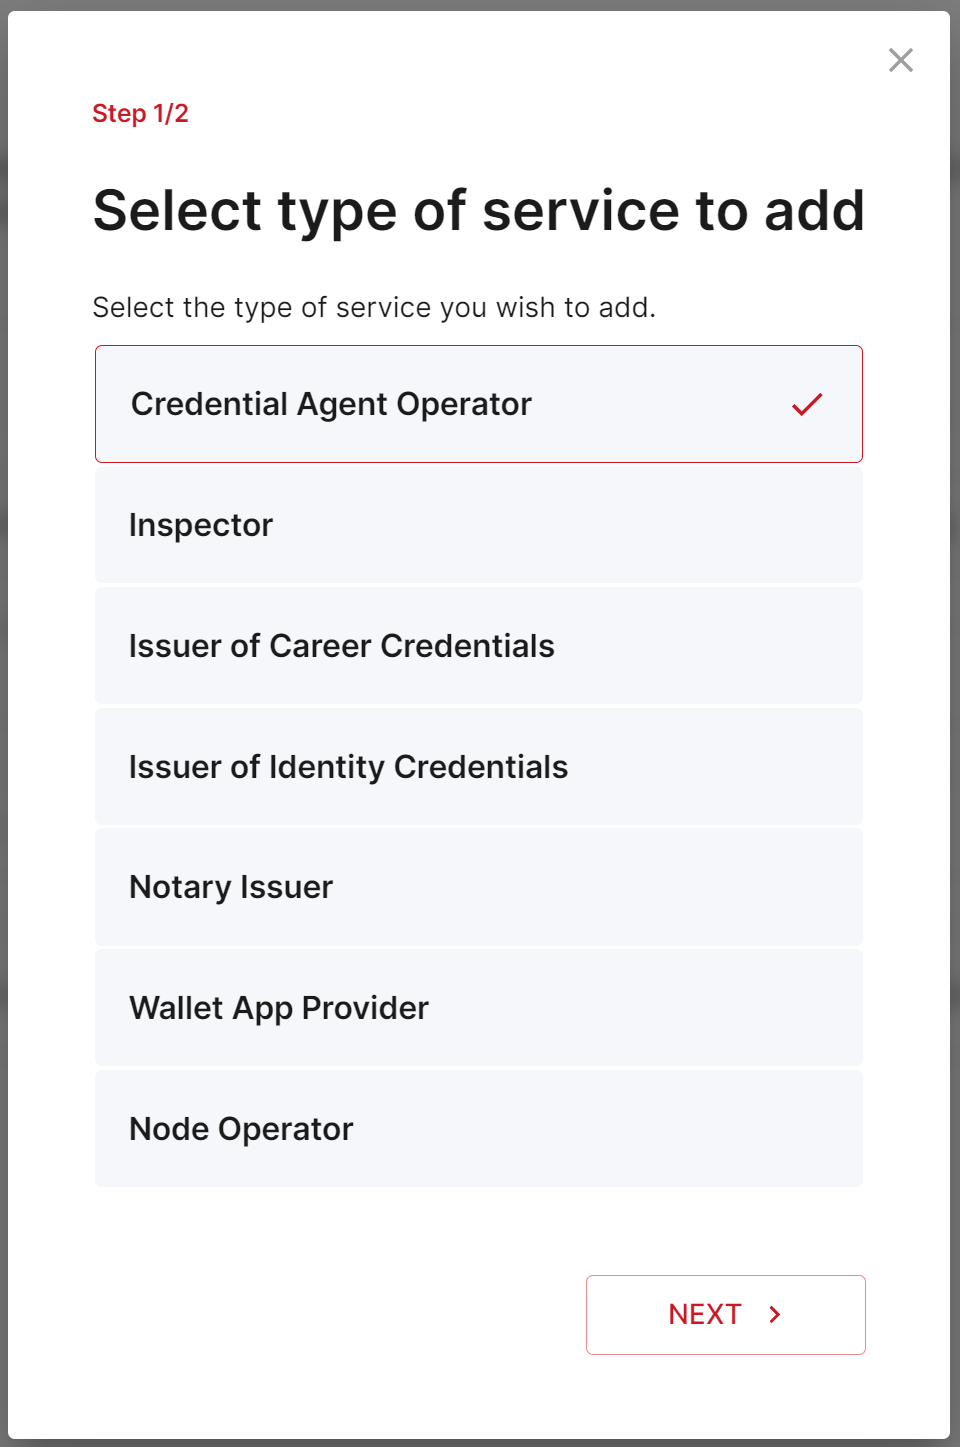 Step 1/2
Select type of service to add
Select the type of service you wish to add.
Credential Agent Operator
Inspector
Issuer of Career Credentials
Issuer of Identity Credentials
Notary Issuer
Wallet App Provider
Node Operator
NEXT